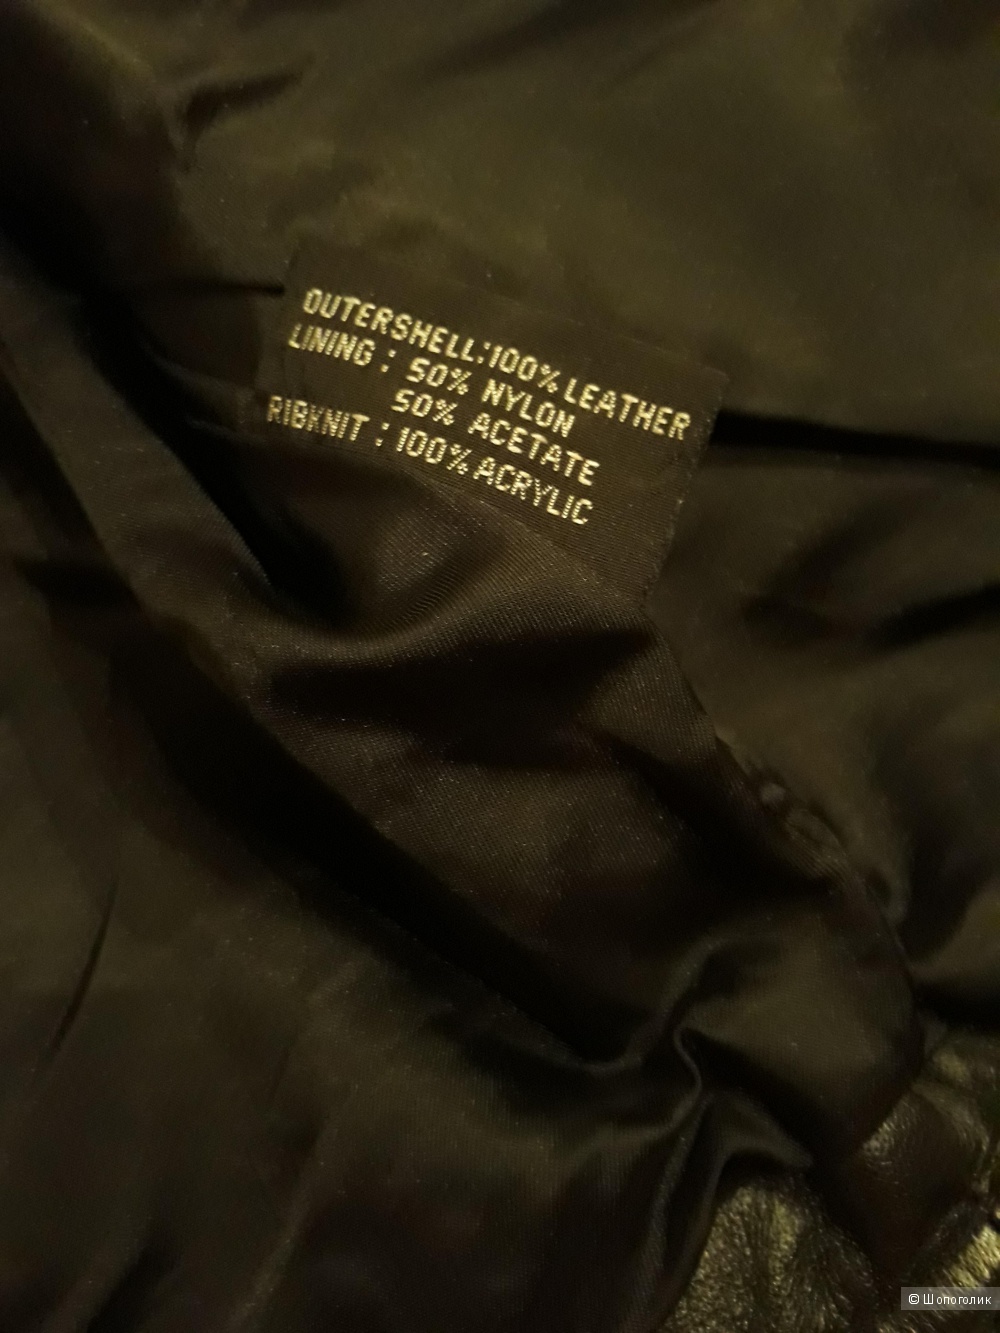 OUTERSHELL:100% LEATHER
LINING : 50% NYLON
50% ACETATE
RIBKNIT : 100% ACRYLIC
© Шопоголик